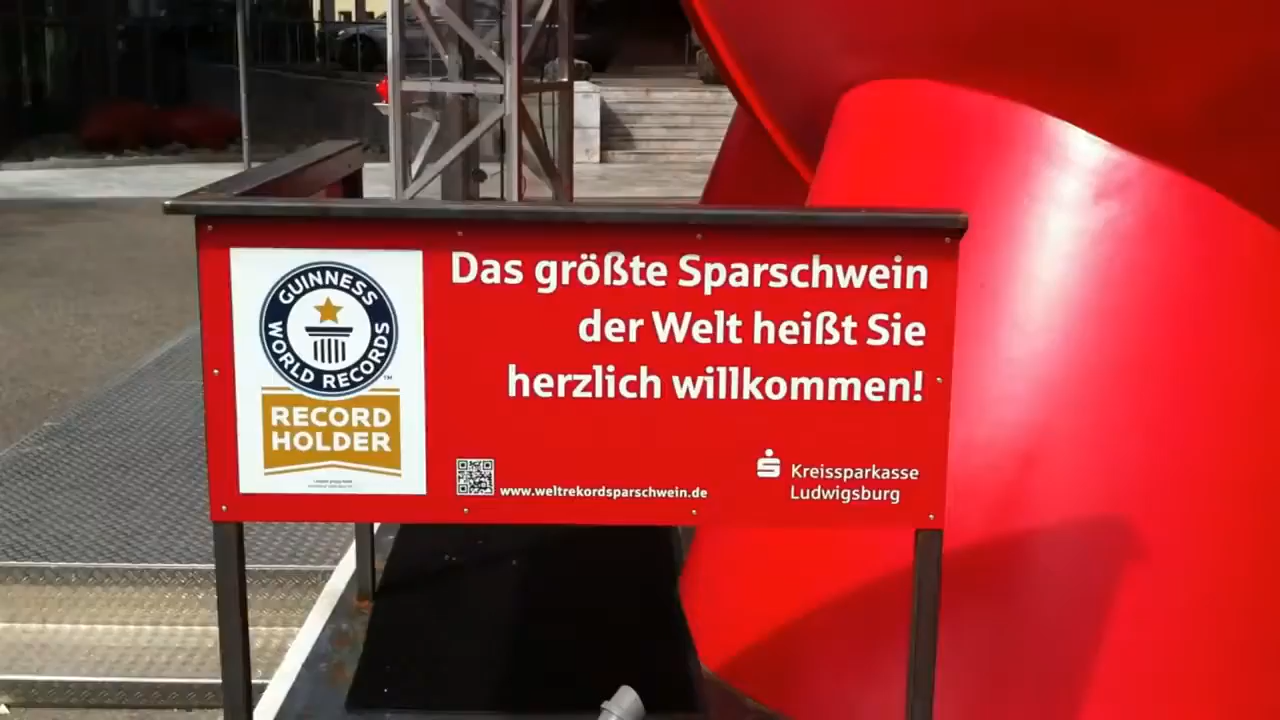 GUINNESS
WORLD RECORDS
™
RECORD
HOLDER
Das größte Sparschwein
der Welt heißt Sie
herzlich willkommen!
www.weltrekordsparschwein.de
Kreissparkasse
Ludwigsburg